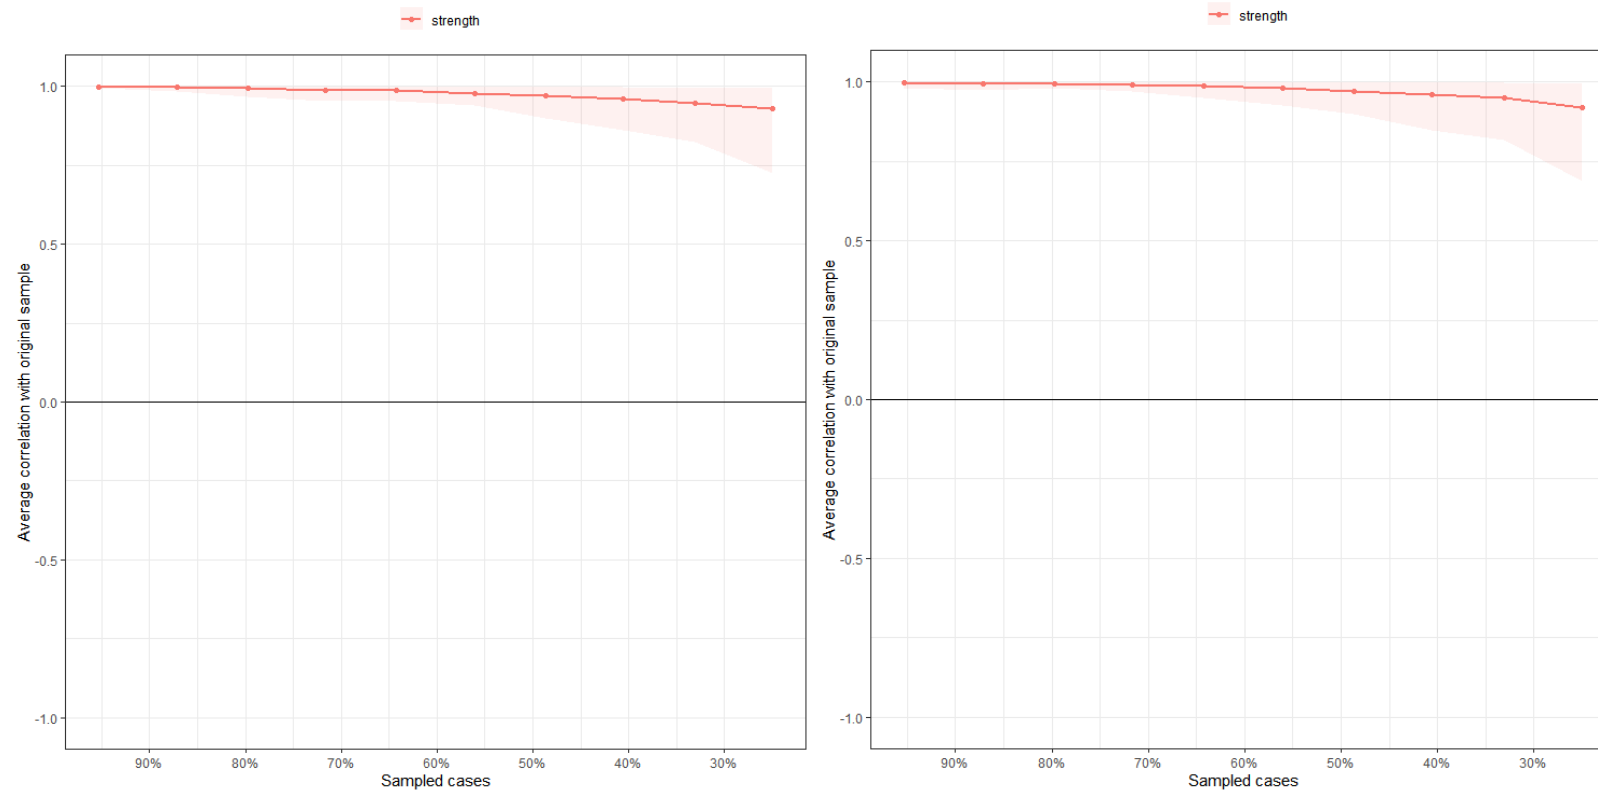 strength
1.0
0.5
0.0
-0.5
-1.0
Average correlation with original sample
90% 80% 70% 60% 50% 40% 30%
Sampled cases
strength
1.0
0.5
0.0
-0.5
-1.0
Average correlation with original sample
90% 80% 70% 60% 50% 40% 30%
Sampled cases